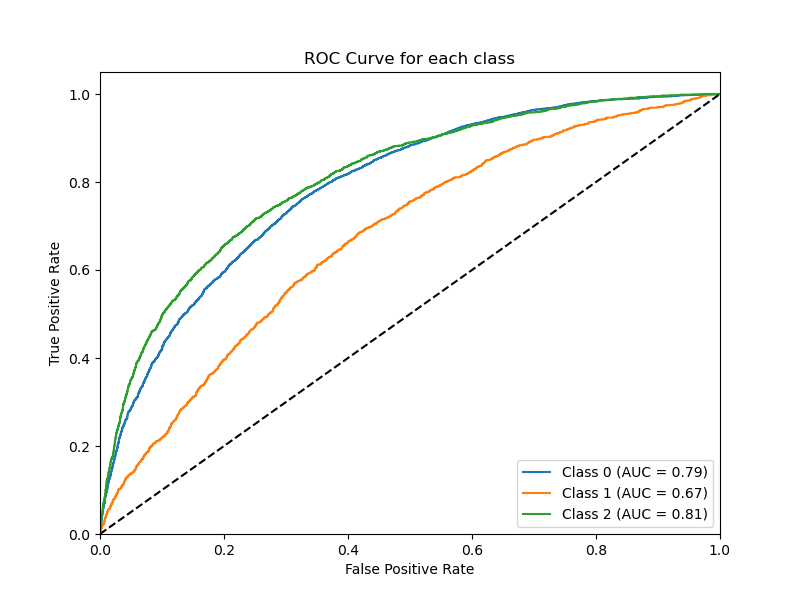 ROC Curve for each class
True Positive Rate
1.0
0.8
0.6
0.4
0.2
0.0
Class 0 (AUC = 0.79)
Class 1 (AUC = 0.67)
Class 2 (AUC = 0.81)
0.0 0.2 0.4 0.6 0.8 1.0
False Positive Rate